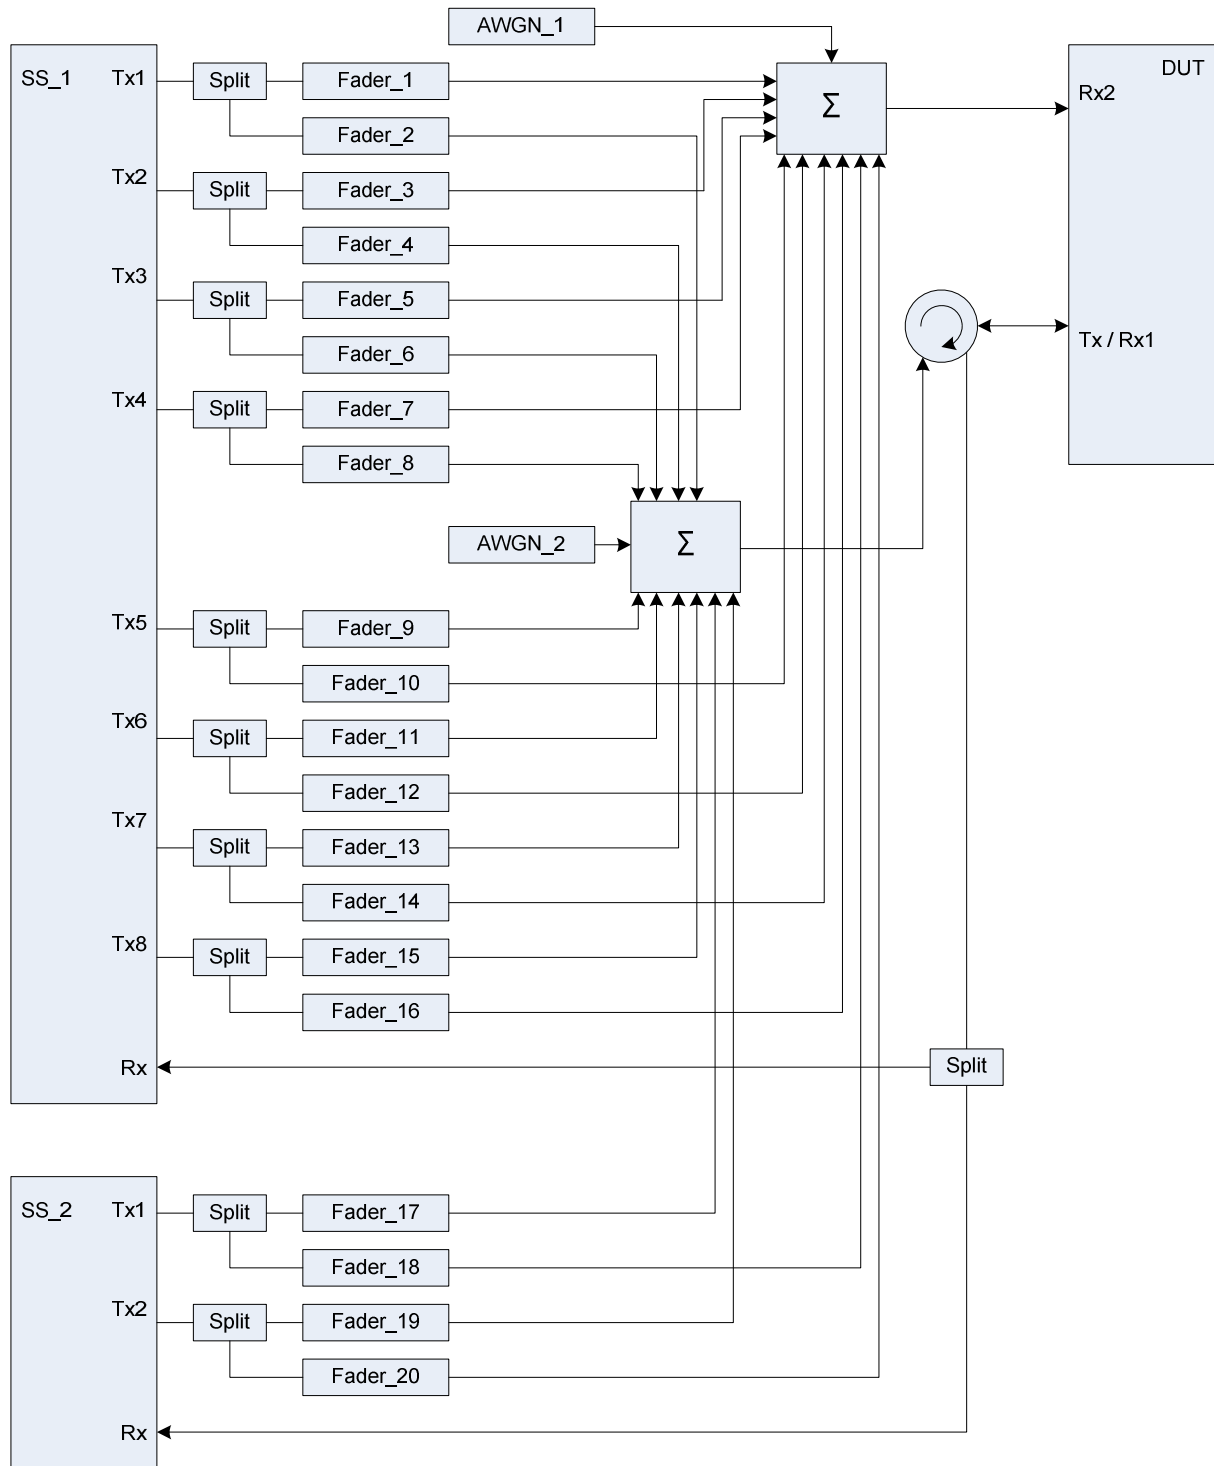 AWGN_1
SS_1
Tx1
Split
Fader_1
Σ
DUT
Rx2
Fader_2
Tx2
Split
Fader_3
Fader_4
Tx3
Split
Fader_5
Tx / Rx1
Fader_6
Tx4
Split
Fader_7
Fader_8
AWGN_2
Σ
Tx5
Split
Fader_9
Fader_10
Tx6
Split
Fader_11
Fader_12
Tx7
Split
Fader_13
Fader_14
Tx8
Split
Fader_15
Fader_16
Rx
Split
SS_2
Tx1
Split
Fader_17
Fader_18
Tx2
Split
Fader_19
Fader_20
Rx